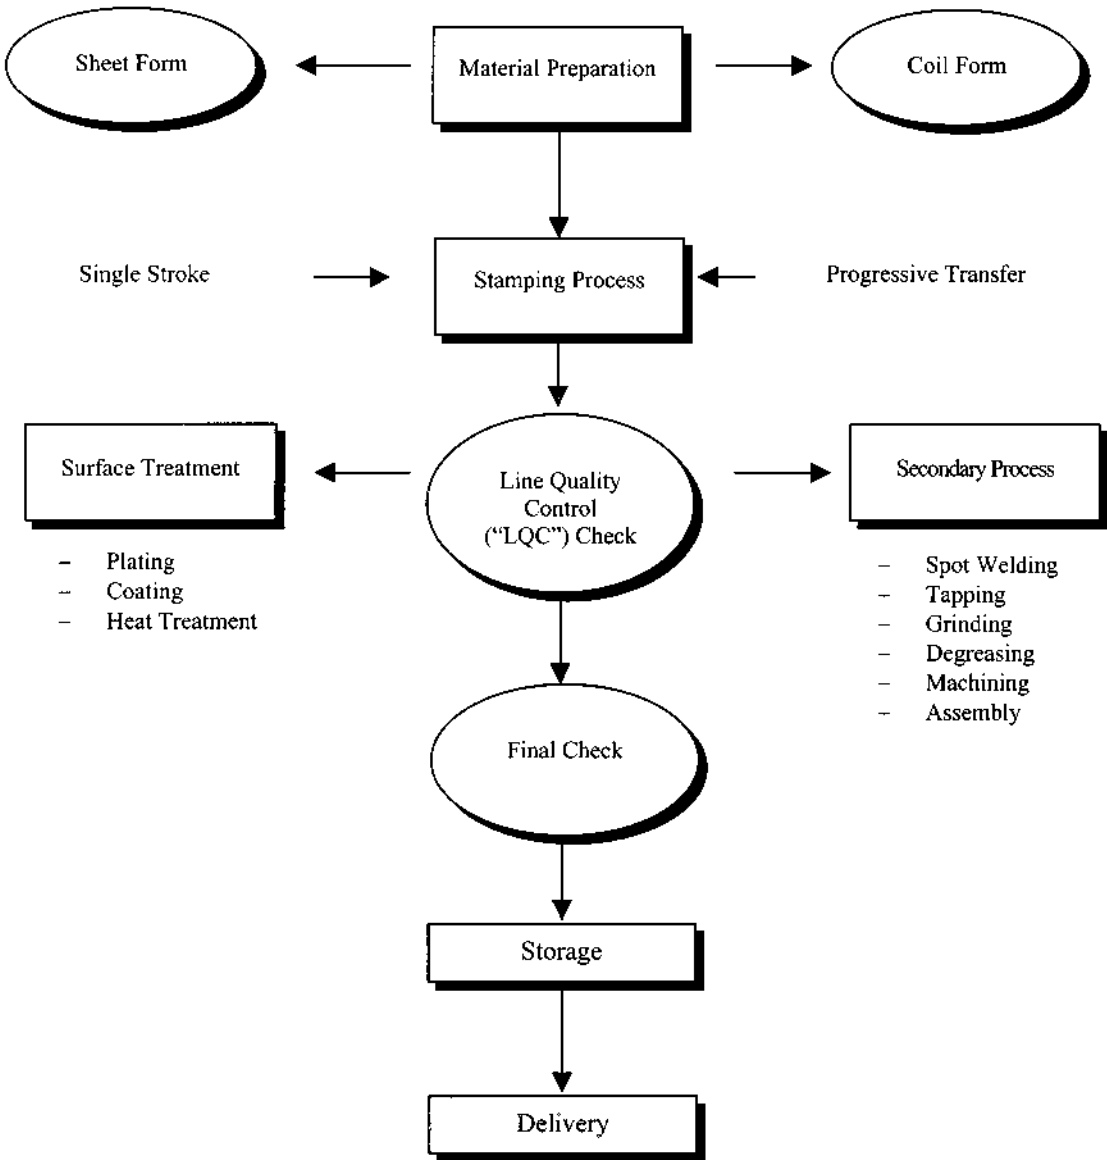 Sheet Form
Material Preparation
Coil Form
Single Stroke
Stamping Process
Progressive Transfer
Surface Treatment
Line Quality
Control
(“LQC”) Check
Secondary Process
– Plating
– Coating
– Heat Treatment
– Spot Welding
– Tapping
– Grinding
– Degreasing
– Machining
– Assembly
Final Check
Storage
Delivery